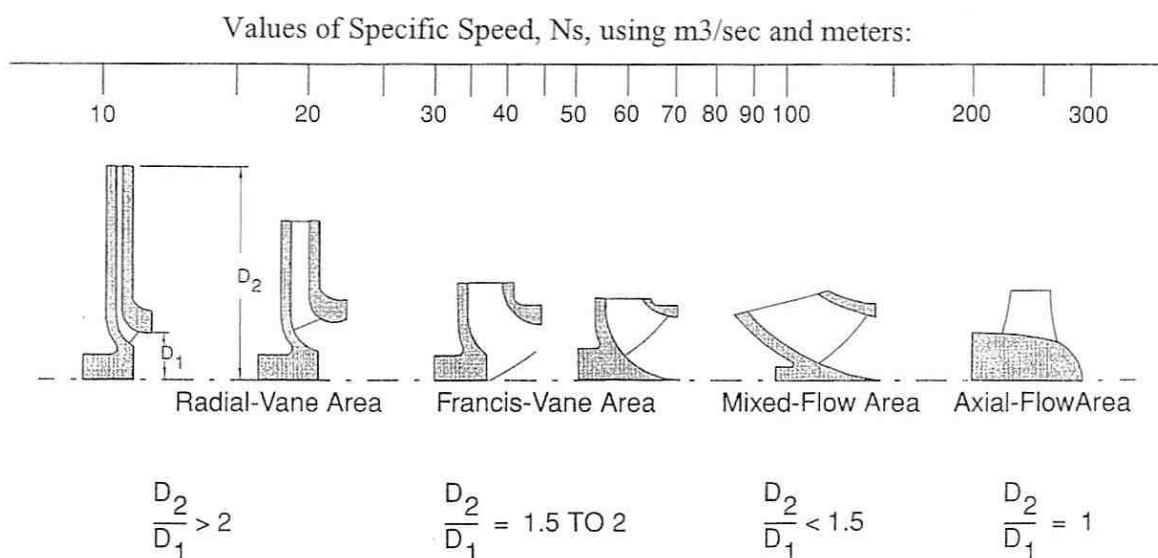 Values of Specific Speed, Ns, using m3/sec and meters:
10 20 30 40 50 60 70 80 90 100 200 300
D2
D1
Radial-Vane Area Francis-Vane Area Mixed-Flow Area Axial-FlowArea
D2/D1 > 2 D2/D1 = 1.5 TO 2 D2/D1 < 1.5 D2/D1 = 1